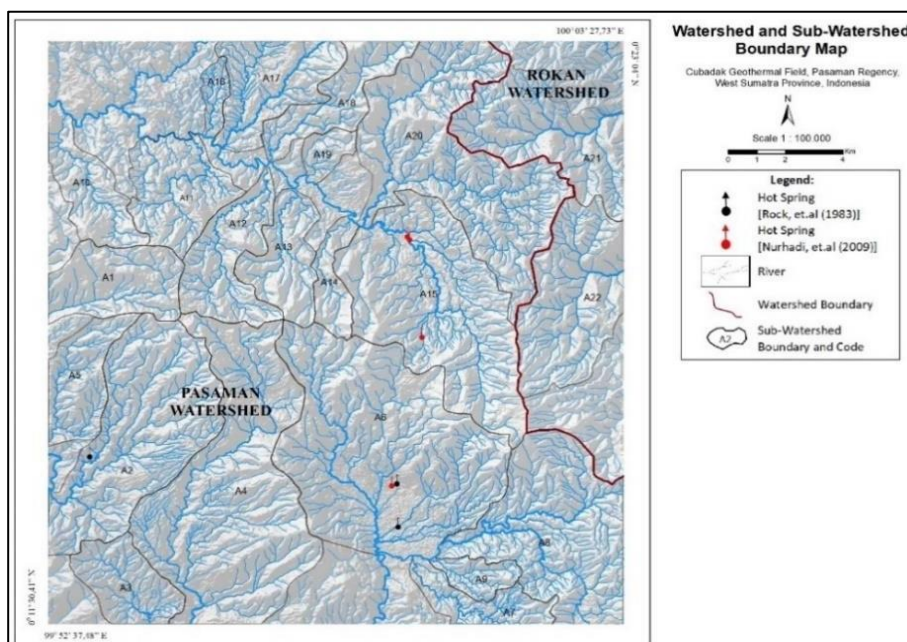 100° 03' 27,73" E
0° 23' 04" N
ROKAN
WATERSHED
PASAMAN
WATERSHED
A16
A17
A18
A19
A20
A21
A10
A11
A12
A13
A14
A15
A1
A22
A5
A6
A2
A4
A3
A8
A9
A7
0° 11' 30,41" N
99° 52' 37,48" E
Watershed and Sub-Watershed
Boundary Map
Cubadak Geothermal Field, Pasaman Regency,
West Sumatra Province, Indonesia
N
Scale 1 : 100.000
0 1 2 4
Km
Legend:
Hot Spring
[Rock, et.al (1983)]
Hot Spring
[Nurhadi, et.al (2009)]
River
Watershed Boundary
A2
Sub-Watershed
Boundary and Code